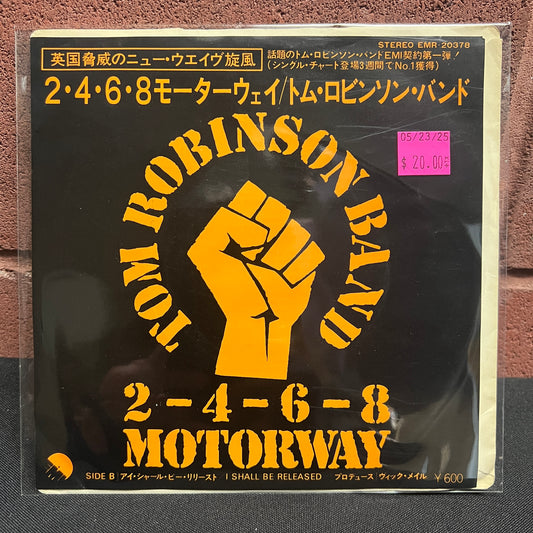 STEREO EMR-20378
英国脅威のニュー・ウエイヴ旋風
話題のトム・ロビンソン・バンドEMI契約第一弾!
(シングル・チャート登場3週間でNo.1獲得)
2・4・6・8モーターウェイ/トム・ロビンソン・バンド
05/23/25
$ 20.00
TOM ROBINSON BAND
2-4-6-8
MOTORWAY
SIDE B アイ・シャール・ビー・リリースト I SHALL BE RELEASED プロデュース ヴィック・メイル ¥600